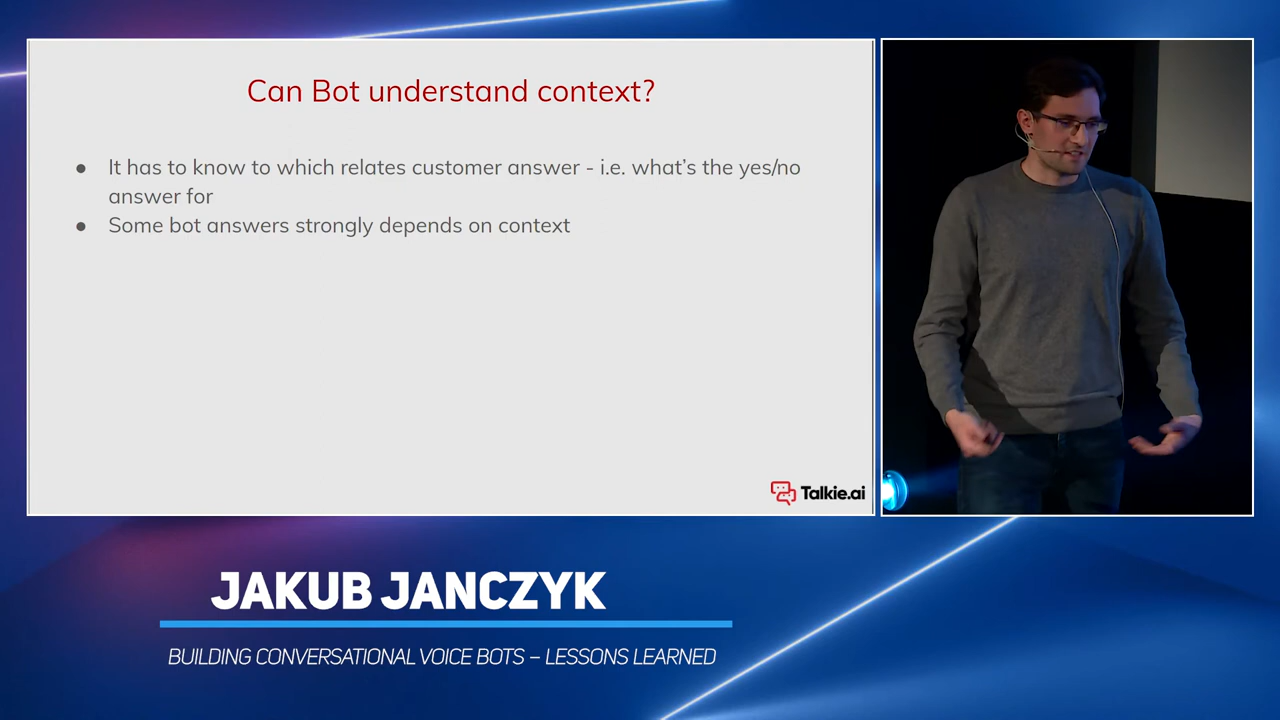 Can Bot understand context?
● It has to know to which relates customer answer - i.e. what's the yes/no
answer for
● Some bot answers strongly depends on context
Talkie.ai
JAKUB JANCZYK
BUILDING CONVERSATIONAL VOICE BOTS – LESSONS LEARNED